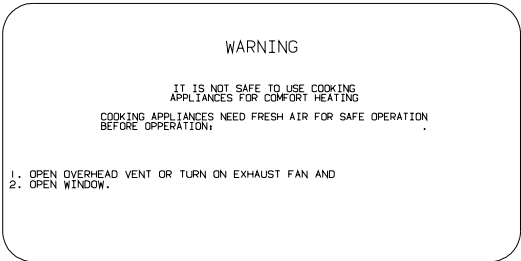 WARNING
IT IS NOT SAFE TO USE COOKING
APPLIANCES FOR COMFORT HEATING
COOKING APPLIANCES NEED FRESH AIR FOR SAFE OPERATION
BEFORE OPPERATION: .
1. OPEN OVERHEAD VENT OR TURN ON EXHAUST FAN AND
2. OPEN WINDOW.